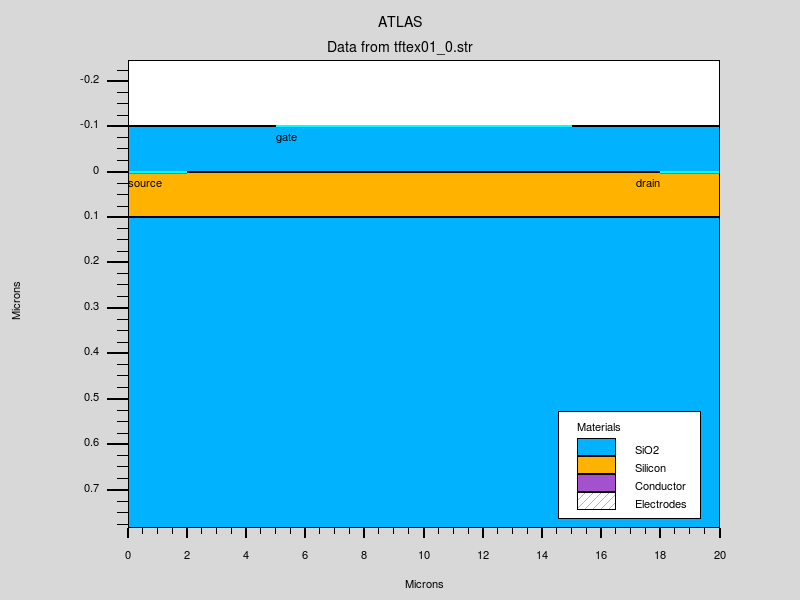 ATLAS
Data from tftex01_0.str
-0.2
-0.1
gate
0
source
drain
0.1
0.2
0.3
0.4
0.5
0.6
0.7
Microns
Materials
SiO2
Silicon
Conductor
Electrodes
0 2 4 6 8 10 12 14 16 18 20
Microns